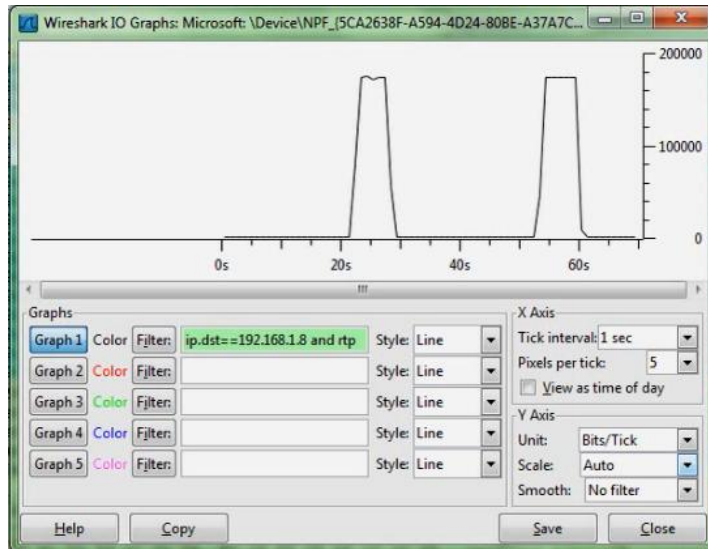 Wireshark IO Graphs: Microsoft: \Device\NPF_{5CA2638F-A594-4D24-80BE-A37A7C...
200000
100000
0
0s 20s 40s 60s
Graphs
Graph 1 Color Filter: ip.dst==192.168.1.8 and rtp Style: Line
Graph 2 Color Filter: Style: Line
Graph 3 Color Filter: Style: Line
Graph 4 Color Filter: Style: Line
Graph 5 Color Filter: Style: Line
X Axis
Tick interval: 1 sec
Pixels per tick: 5
View as time of day
Y Axis
Unit: Bits/Tick
Scale: Auto
Smooth: No filter
Help Copy Save Close